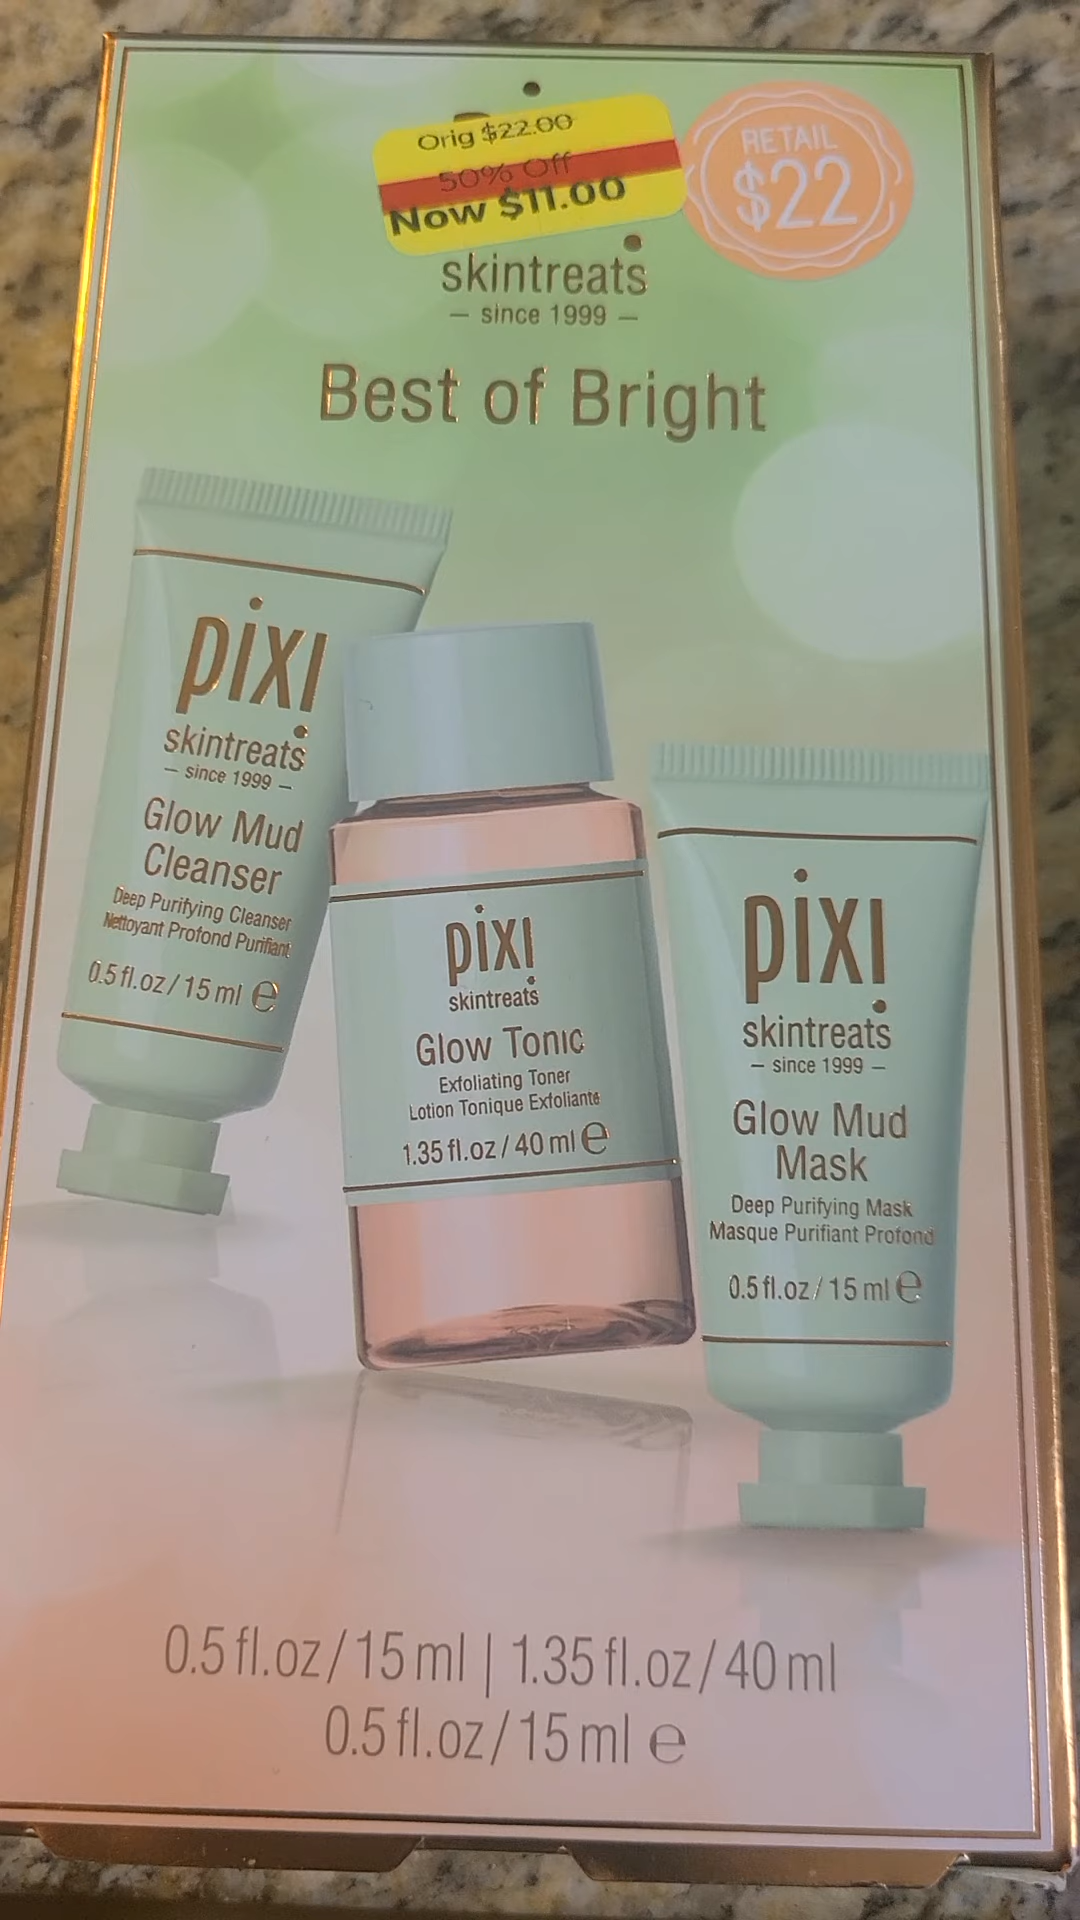 Orig $22.00
50% Off
Now $11.00
RETAIL
$22
skintreats
– since 1999 –
Best of Bright
pixi
skintreats
– since 1999 –
Glow Mud
Cleanser
Deep Purifying Cleanser
Nettoyant Profond Purifiant
0.5 fl.oz / 15 ml ℮
pixi
skintreats
Glow Tonic
Exfoliating Toner
Lotion Tonique Exfoliante
1.35 fl.oz / 40 ml ℮
pixi
skintreats
– since 1999 –
Glow Mud
Mask
Deep Purifying Mask
Masque Purifiant Profond
0.5 fl.oz / 15 ml ℮
0.5 fl.oz/15 ml | 1.35 fl.oz/40 ml
0.5 fl.oz/15 ml ℮